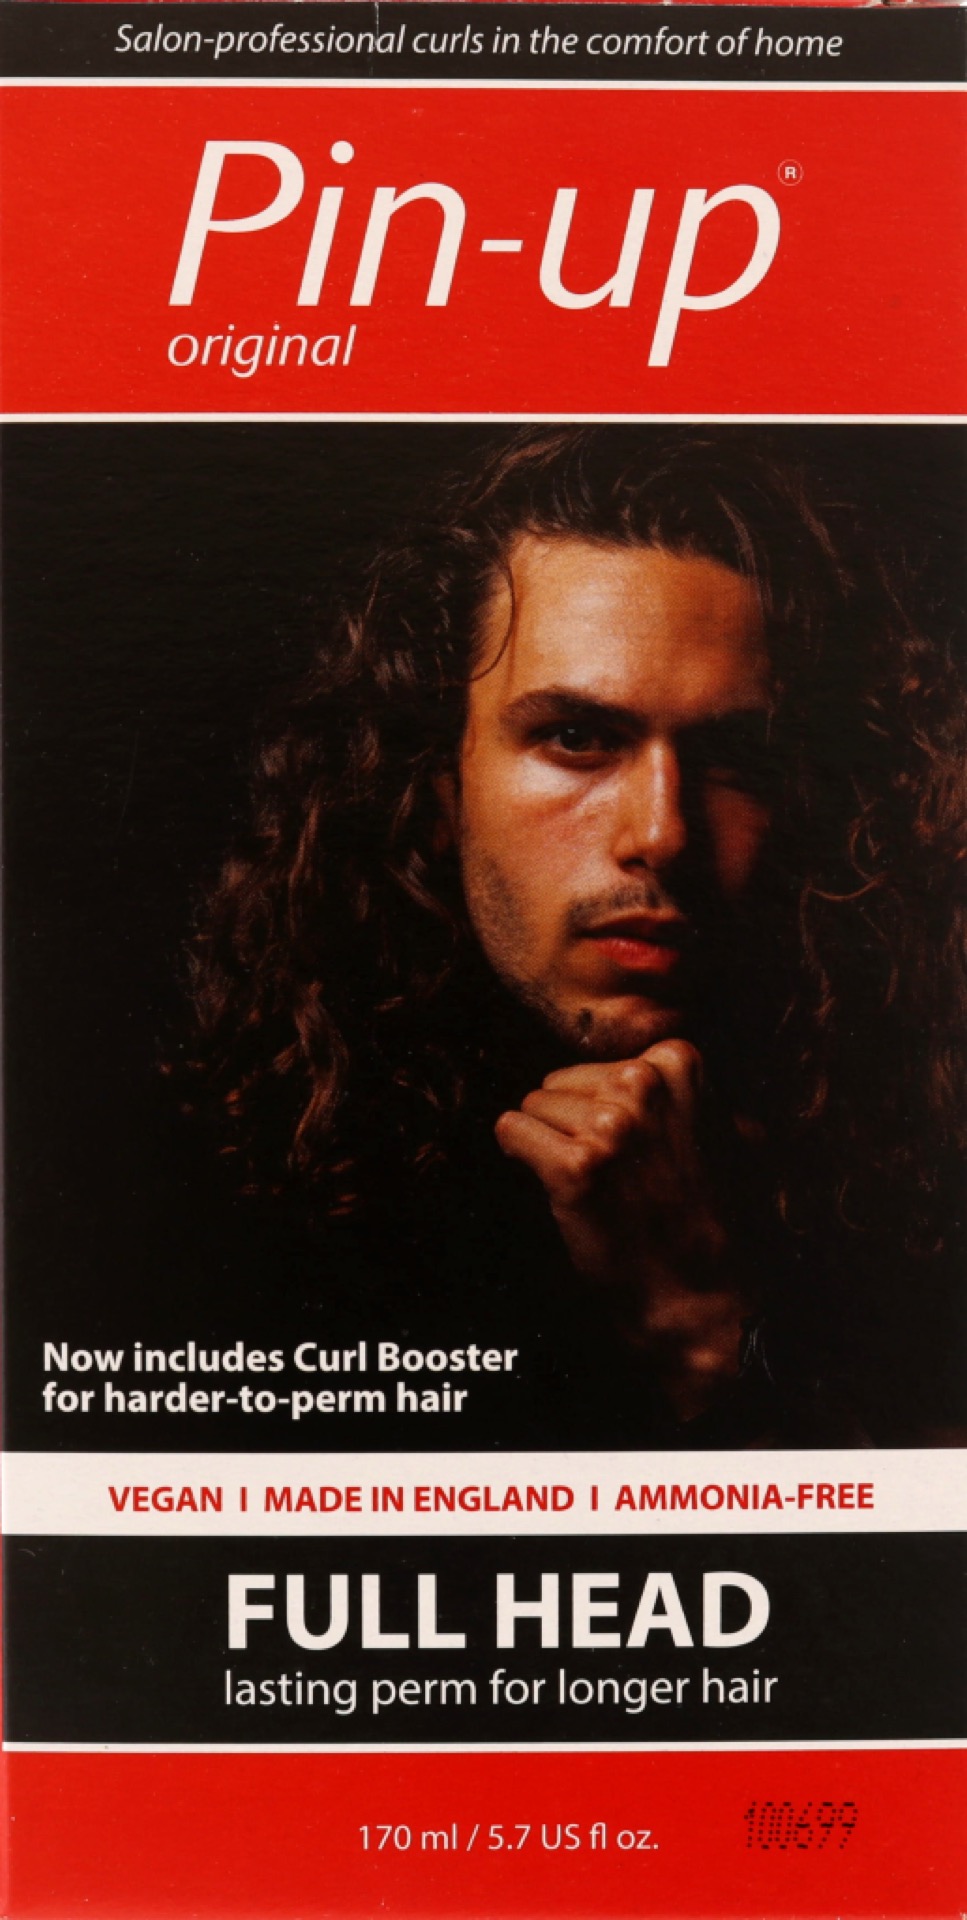 Salon-professional curls in the comfort of home
Pin-up®
original
Now includes Curl Booster
for harder-to-perm hair
VEGAN I MADE IN ENGLAND I AMMONIA-FREE
FULL HEAD
lasting perm for longer hair
170 ml / 5.7 US fl oz.
100699